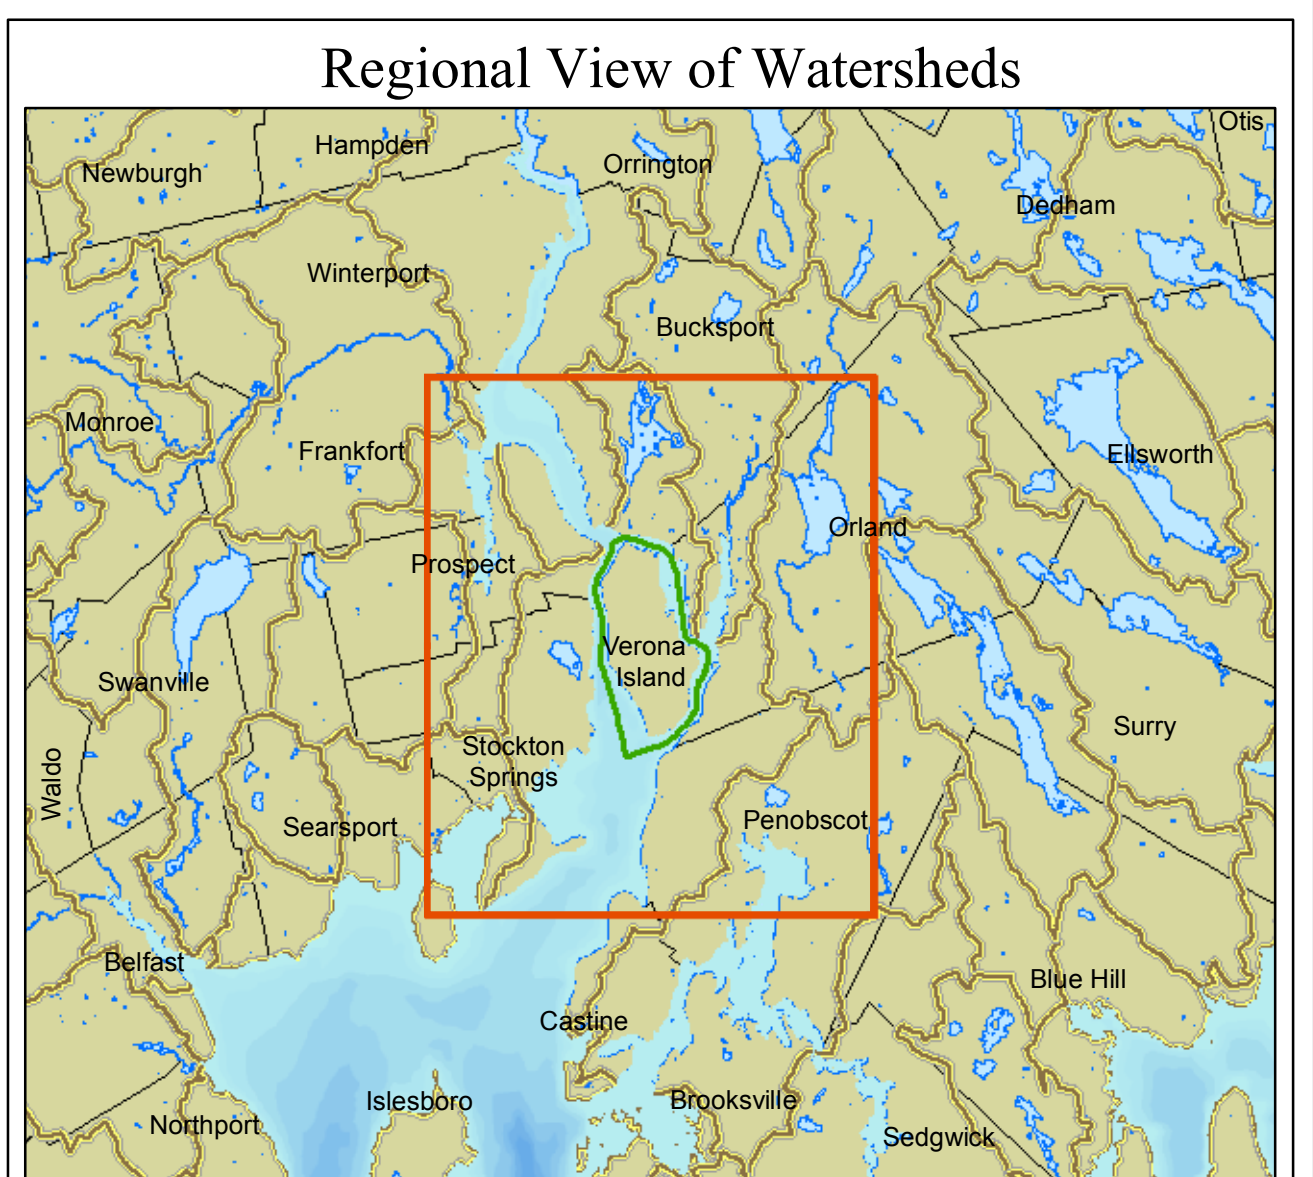 Regional View of Watersheds
Otis
Hampden
Newburgh
Orrington
Dedham
Winterport
Bucksport
Monroe
Frankfort
Ellsworth
Orland
Prospect
Verona
Island
Swanville
Surry
Stockton
Springs
Waldo
Searsport
Penobscot
Belfast
Blue Hill
Castine
Islesboro
Brooksville
Northport
Sedgwick